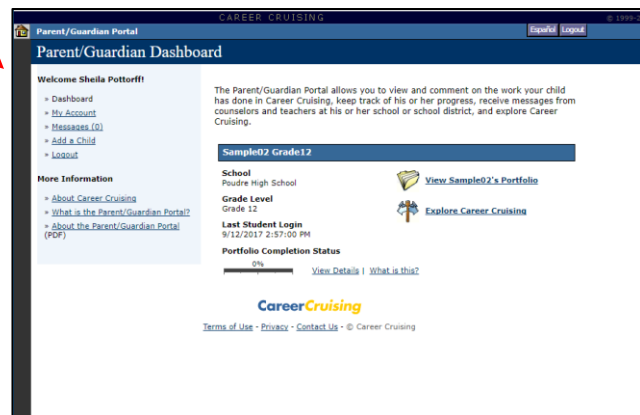 CAREER CRUISING
© 1999-2
Parent/Guardian Portal
Español Logout
Parent/Guardian Dashboard
Welcome Sheila Pottorff!
» Dashboard
» My Account
» Messages (0)
» Add a Child
» Logout
More Information
» About Career Cruising
» What is the Parent/Guardian Portal?
» About the Parent/Guardian Portal
(PDF)
The Parent/Guardian Portal allows you to view and comment on the work your child
has done in Career Cruising, keep track of his or her progress, receive messages from
counselors and teachers at his or her school or school district, and explore Career
Cruising.
Sample02 Grade12
School
Poudre High School
Grade Level
Grade 12
Last Student Login
9/12/2017 2:57:00 PM
Portfolio Completion Status
0%
View Details | What is this?
View Sample02's Portfolio
Explore Career Cruising
CareerCruising
Terms of Use - Privacy - Contact Us - © Career Cruising